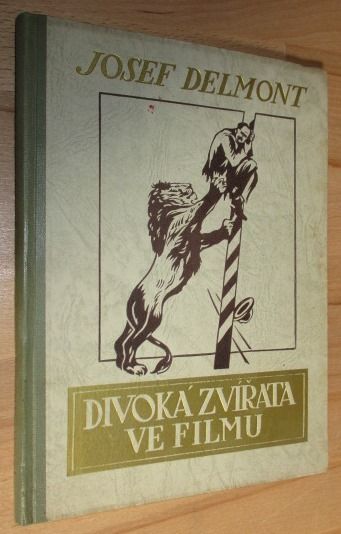 JOSEF DELMONT
DIVOKÁ ZVÍŘATA
VE FILMU